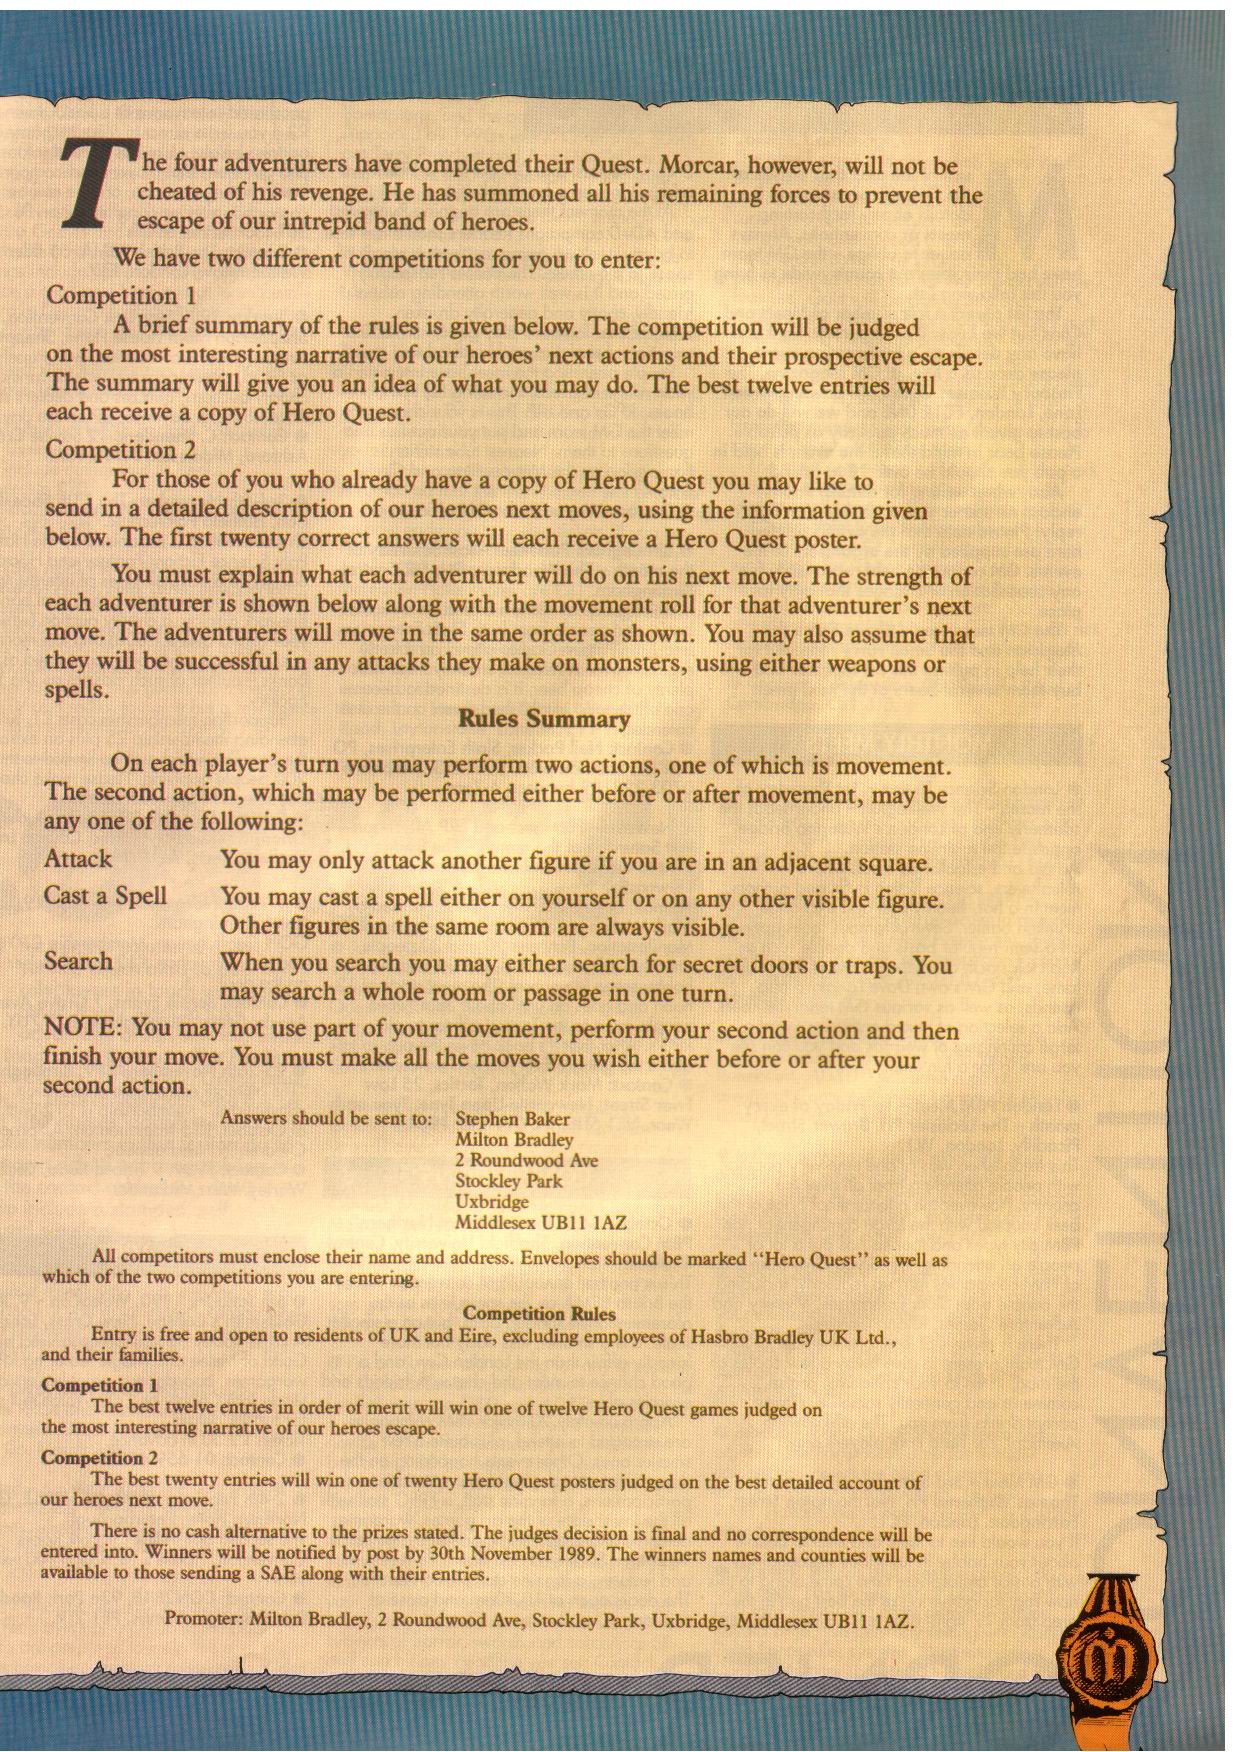 The four adventurers have completed their Quest. Morcar, however, will not be
cheated of his revenge. He has summoned all his remaining forces to prevent the
escape of our intrepid band of heroes.
We have two different competitions for you to enter:
Competition 1
A brief summary of the rules is given below. The competition will be judged
on the most interesting narrative of our heroes' next actions and their prospective escape.
The summary will give you an idea of what you may do. The best twelve entries will
each receive a copy of Hero Quest.
Competition 2
For those of you who already have a copy of Hero Quest you may like to
send in a detailed description of our heroes next moves, using the information given
below. The first twenty correct answers will each receive a Hero Quest poster.
You must explain what each adventurer will do on his next move. The strength of
each adventurer is shown below along with the movement roll for that adventurer's next
move. The adventurers will move in the same order as shown. You may also assume that
they will be successful in any attacks they make on monsters, using either weapons or
spells.
Rules Summary
On each player's turn you may perform two actions, one of which is movement.
The second action, which may be performed either before or after movement, may be
any one of the following:
Attack You may only attack another figure if you are in an adjacent square.
Cast a Spell You may cast a spell either on yourself or on any other visible figure.
Other figures in the same room are always visible.
Search When you search you may either search for secret doors or traps. You
may search a whole room or passage in one turn.
NOTE: You may not use part of your movement, perform your second action and then
finish your move. You must make all the moves you wish either before or after your
second action.
Answers should be sent to: Stephen Baker
Milton Bradley
2 Roundwood Ave
Stockley Park
Uxbridge
Middlesex UB11 1AZ
All competitors must enclose their name and address. Envelopes should be marked "Hero Quest" as well as
which of the two competitions you are entering.
Competition Rules
Entry is free and open to residents of UK and Eire, excluding employees of Hasbro Bradley UK Ltd.,
and their families.
Competition 1
The best twelve entries in order of merit will win one of twelve Hero Quest games judged on
the most interesting narrative of our heroes escape.
Competition 2
The best twenty entries will win one of twenty Hero Quest posters judged on the best detailed account of
our heroes next move.
There is no cash alternative to the prizes stated. The judges decision is final and no correspondence will be
entered into. Winners will be notified by post by 30th November 1989. The winners names and counties will be
available to those sending a SAE along with their entries.
Promoter: Milton Bradley, 2 Roundwood Ave, Stockley Park, Uxbridge, Middlesex UB11 1AZ.